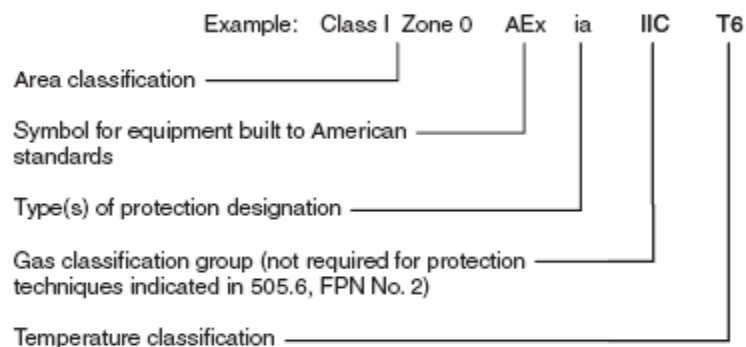 Example: Class I Zone 0 AEx ia IIC T6
Area classification
Symbol for equipment built to American
standards
Type(s) of protection designation
Gas classification group (not required for protection
techniques indicated in 505.6, FPN No. 2)
Temperature classification